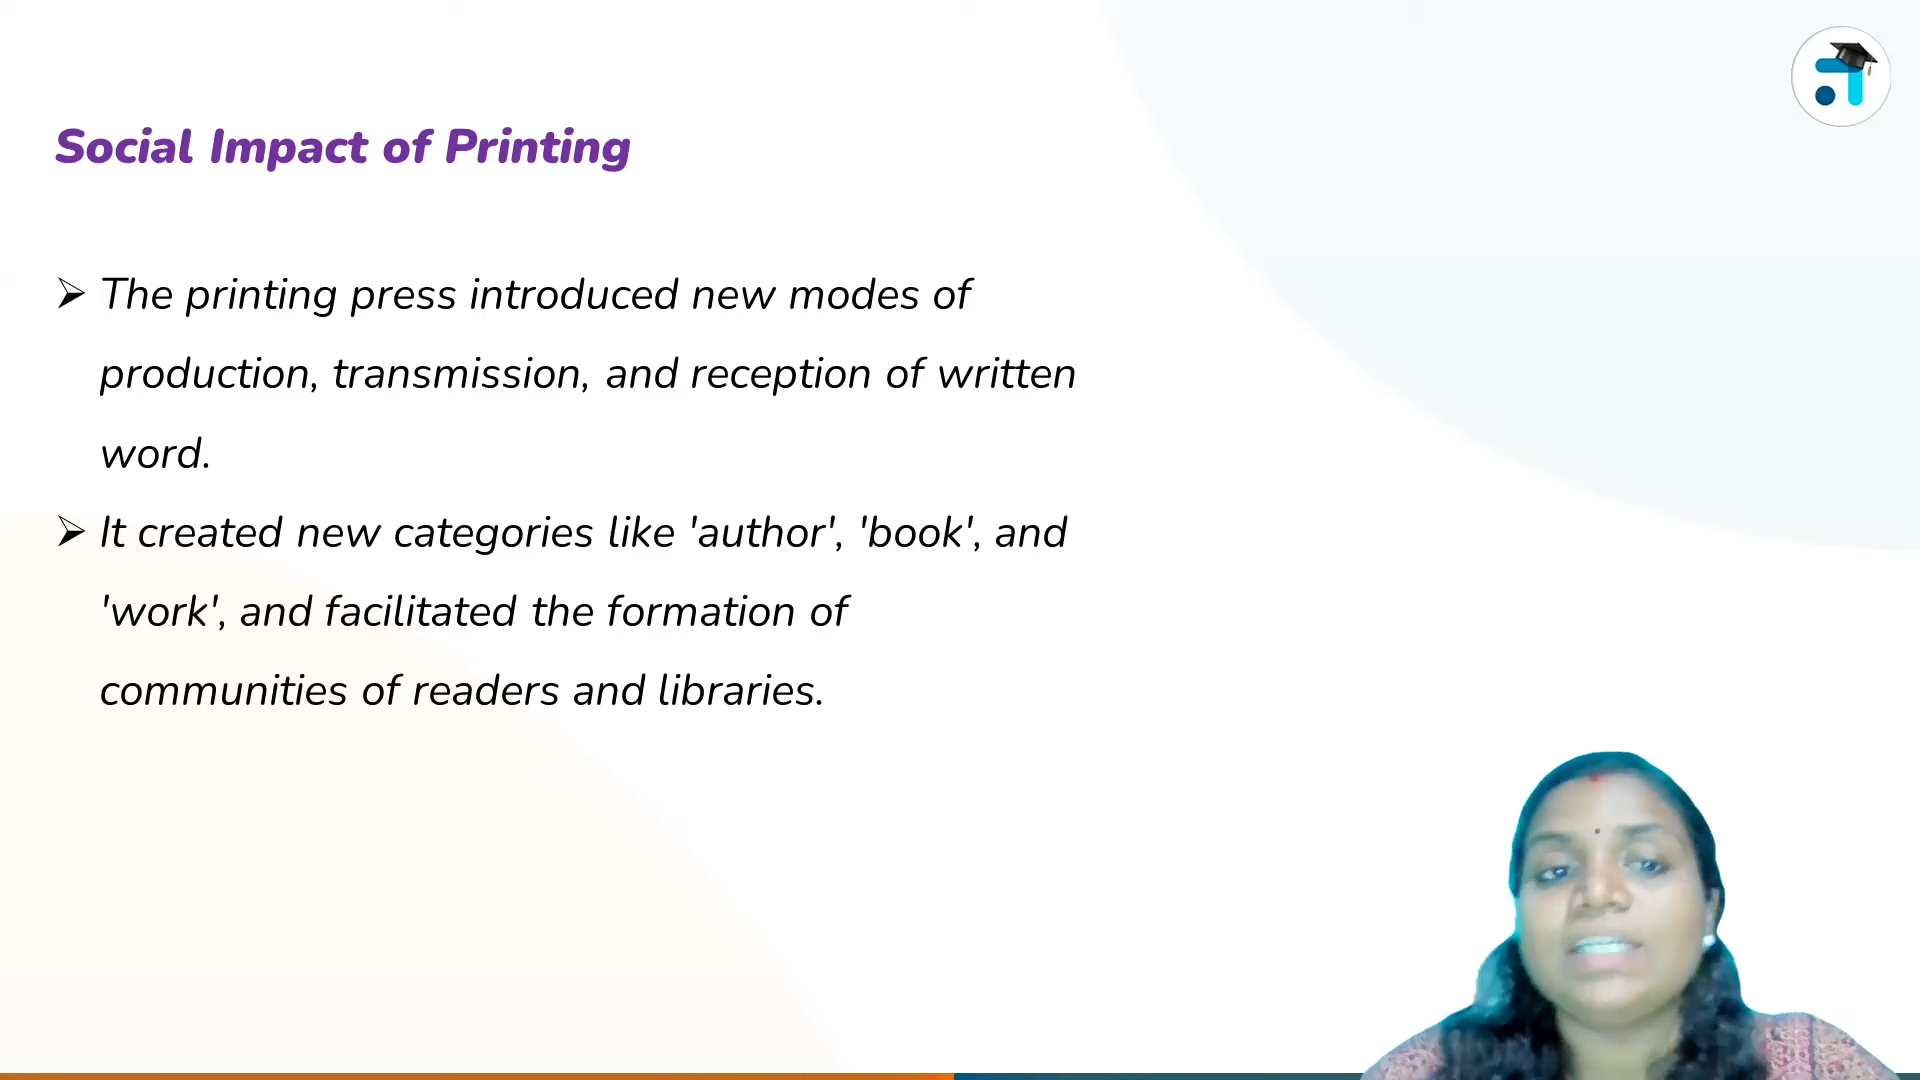 Social Impact of Printing
➢ The printing press introduced new modes of
production, transmission, and reception of written
word.
➢ It created new categories like 'author', 'book', and
'work', and facilitated the formation of
communities of readers and libraries.